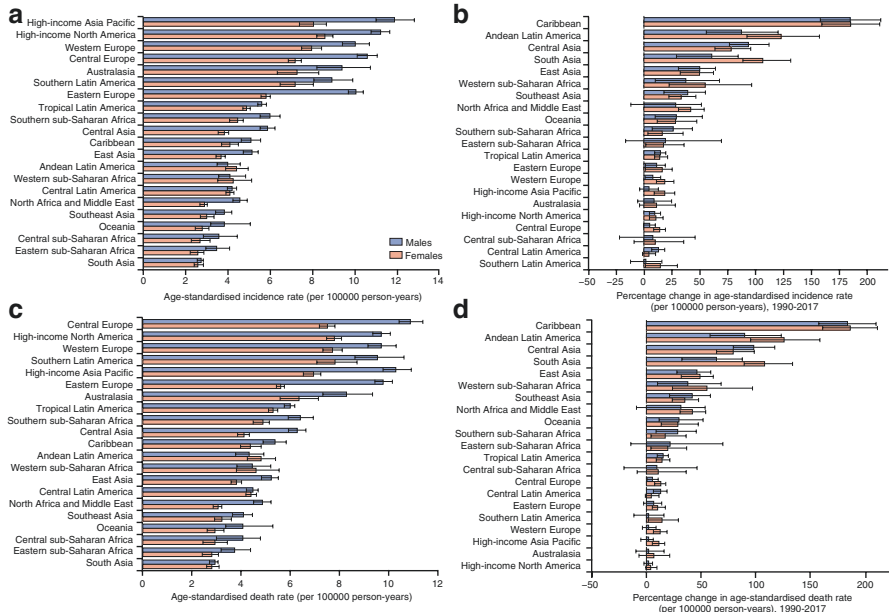 a
High-income Asia Pacific
High-income North America
Western Europe
Central Europe
Australasia
Southern Latin America
Eastern Europe
Tropical Latin America
Southern sub-Saharan Africa
Central Asia
Caribbean
East Asia
Andean Latin America
Western sub-Saharan Africa
Central Latin America
North Africa and Middle East
Southeast Asia
Oceania
Central sub-Saharan Africa
Eastern sub-Saharan Africa
South Asia
Males
Females
0 2 4 6 8 10 12 14
Age-standardised incidence rate (per 100000 person-years)
b
Caribbean
Andean Latin America
Central Asia
South Asia
East Asia
Western sub-Saharan Africa
Southeast Asia
North Africa and Middle East
Oceania
Southern sub-Saharan Africa
Eastern sub-Saharan Africa
Tropical Latin America
Eastern Europe
Western Europe
High-income Asia Pacific
Australasia
High-income North America
Central Europe
Central sub-Saharan Africa
Central Latin America
Southern Latin America
−50 −25 0 25 50 75 100 125 150 175 200
Percentage change in age-standardised incidence rate
(per 100000 person-years), 1990-2017
c
Central Europe
High-income North America
Western Europe
Southern Latin America
High-income Asia Pacific
Eastern Europe
Australasia
Tropical Latin America
Southern sub-Saharan Africa
Central Asia
Caribbean
Andean Latin America
Western sub-Saharan Africa
East Asia
Central Latin America
North Africa and Middle East
Southeast Asia
Oceania
Central sub-Saharan Africa
Eastern sub-Saharan Africa
South Asia
0 2 4 6 8 10 12
Age-standardised death rate (per 100000 person-years)
d
Caribbean
Andean Latin America
Central Asia
South Asia
East Asia
Western sub-Saharan Africa
Southeast Asia
North Africa and Middle East
Oceania
Southern sub-Saharan Africa
Eastern sub-Saharan Africa
Tropical Latin America
Central sub-Saharan Africa
Central Europe
Central Latin America
Eastern Europe
Southern Latin America
Western Europe
High-income Asia Pacific
Australasia
High-income North America
−50 0 50 100 150 200
Percentage change in age-standardised death rate
(per 100000 person-years), 1990-2017